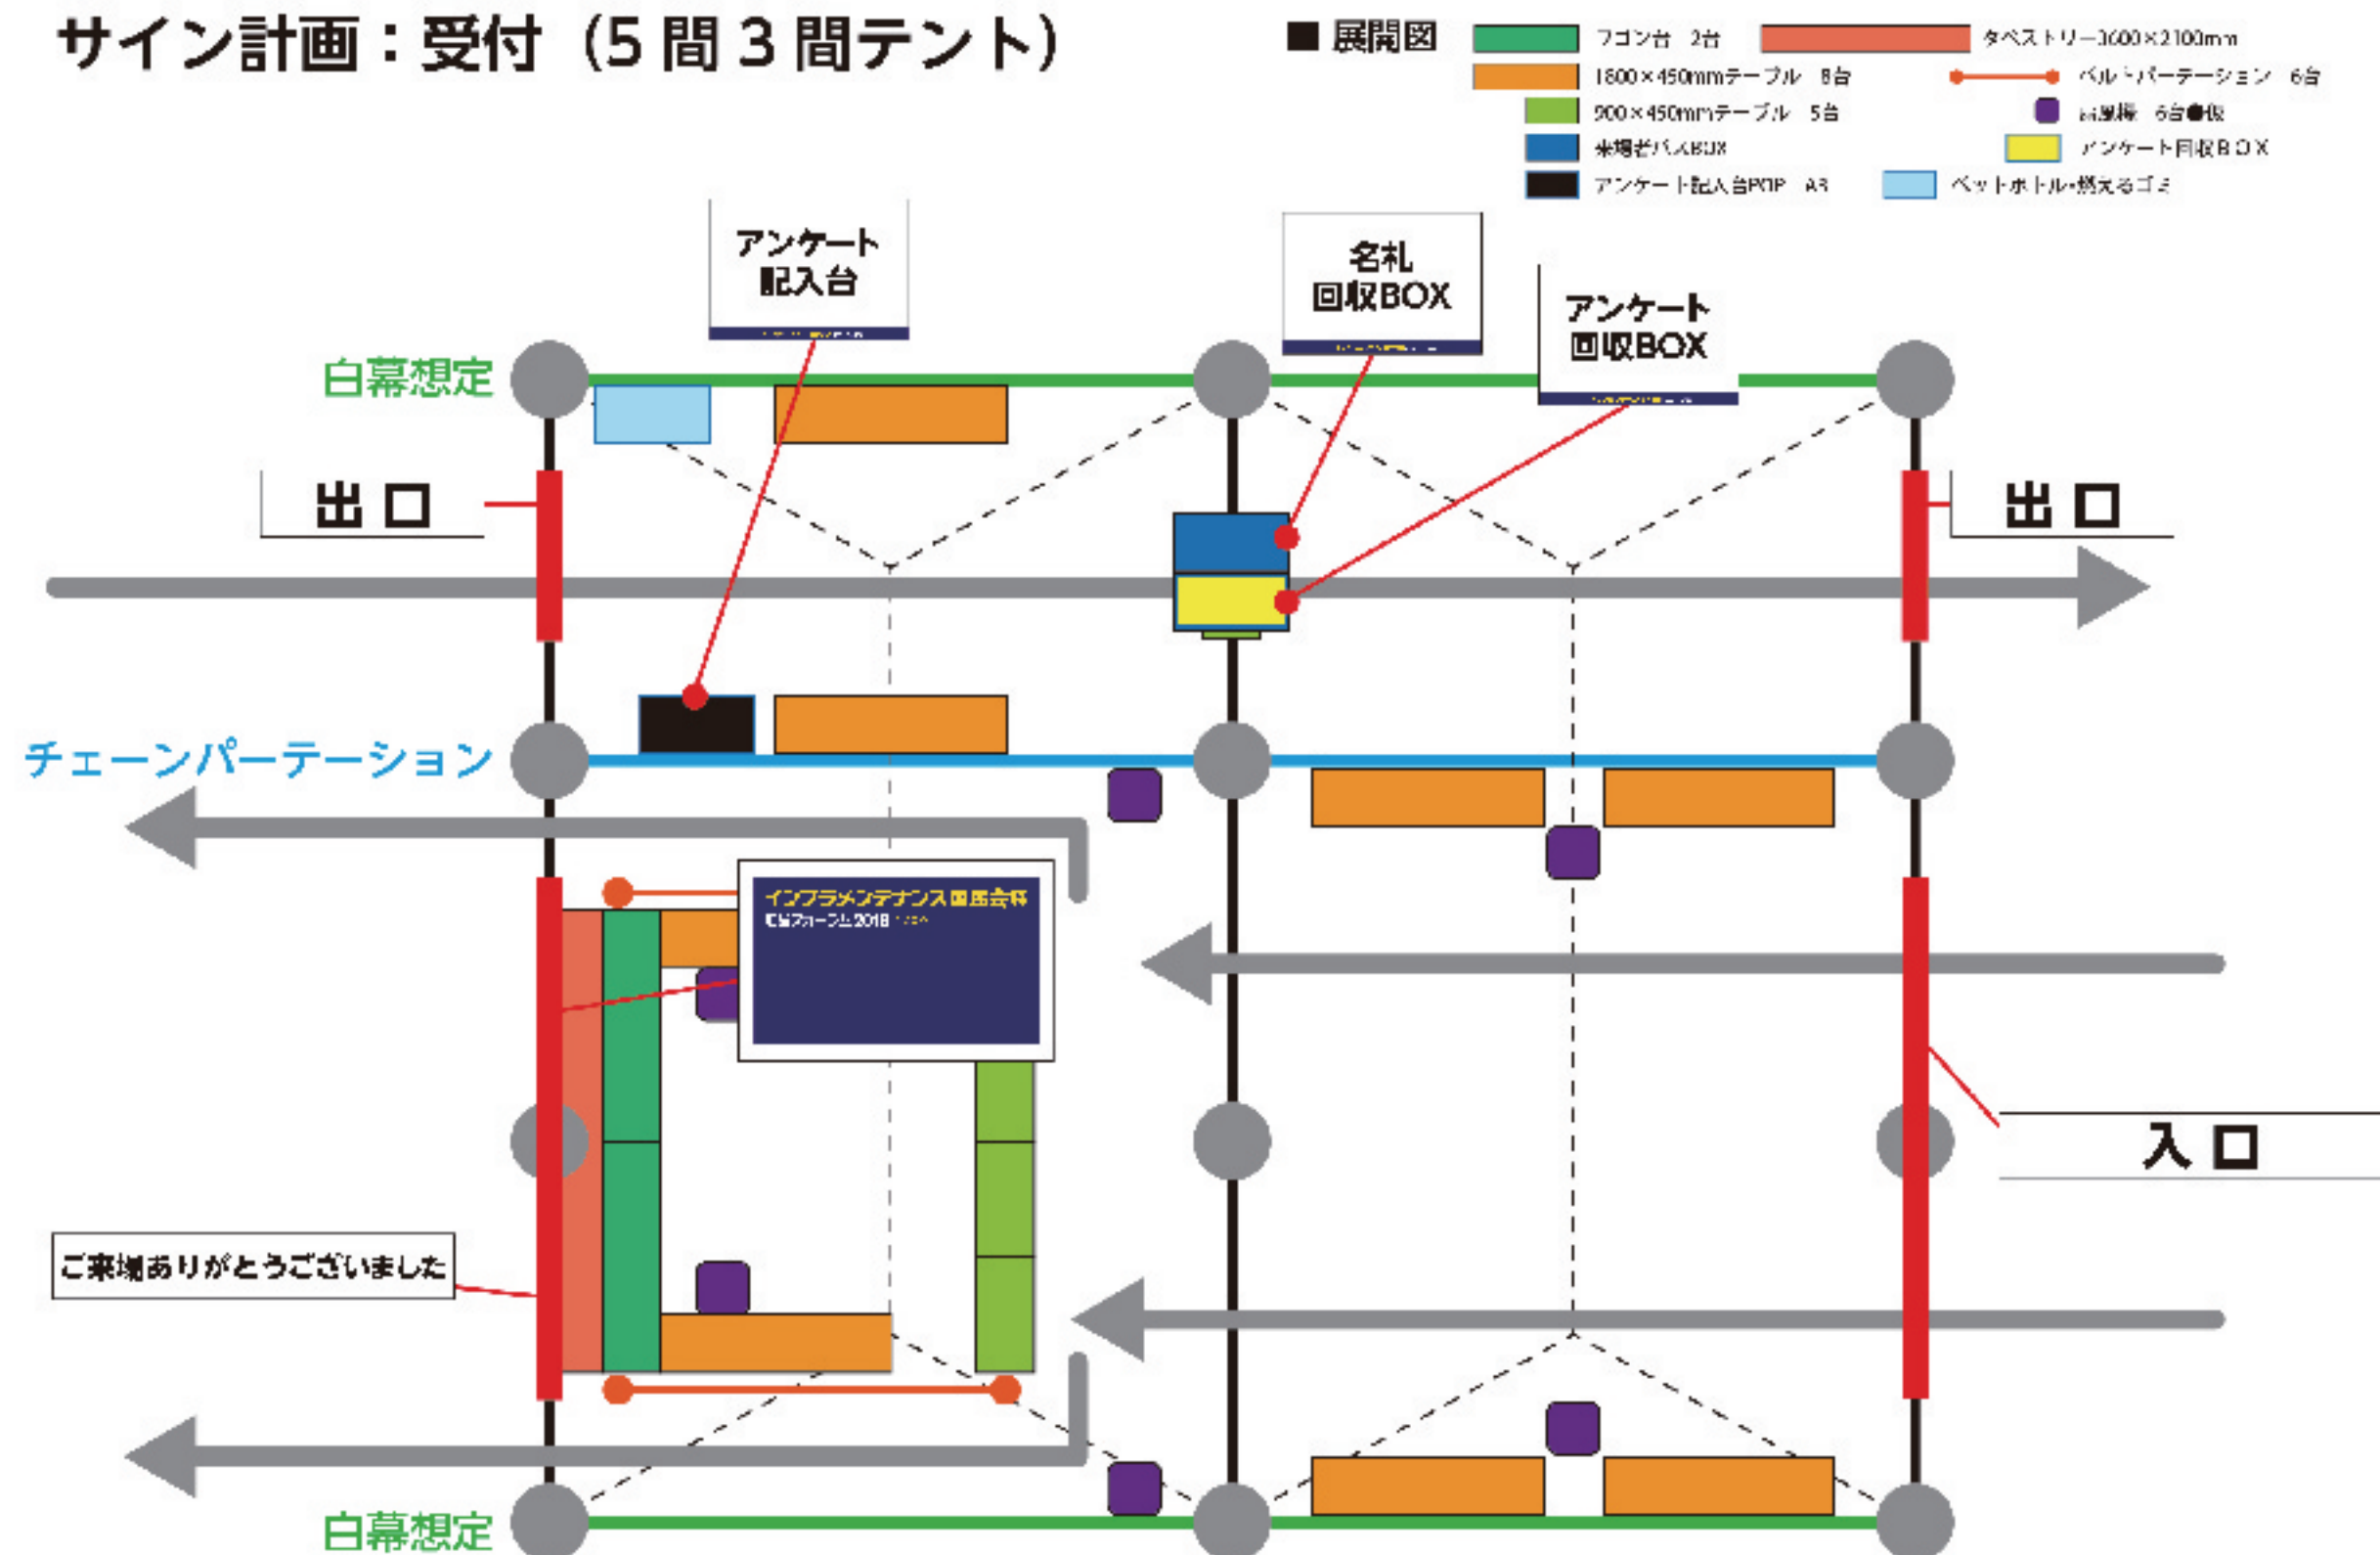 サイン計画：受付（5間3間テント）
■ 展開図
ワゴン台　2台
タペストリー3600×2100mm
1800×450mmテーブル　8台
ベルトパーテーション　6台
900×450mmテーブル　5台
扇風機　6台●仮
来場者パスBOX
アンケート回収BOX
アンケート記入台POP　A3
ペットボトル・燃えるゴミ
アンケート
記入台
名札
回収BOX
アンケート
回収BOX
白幕想定
出口
出口
チェーンパーテーション
インフラメンテナンス国民会議
2018
入口
ご来場ありがとうございました
白幕想定